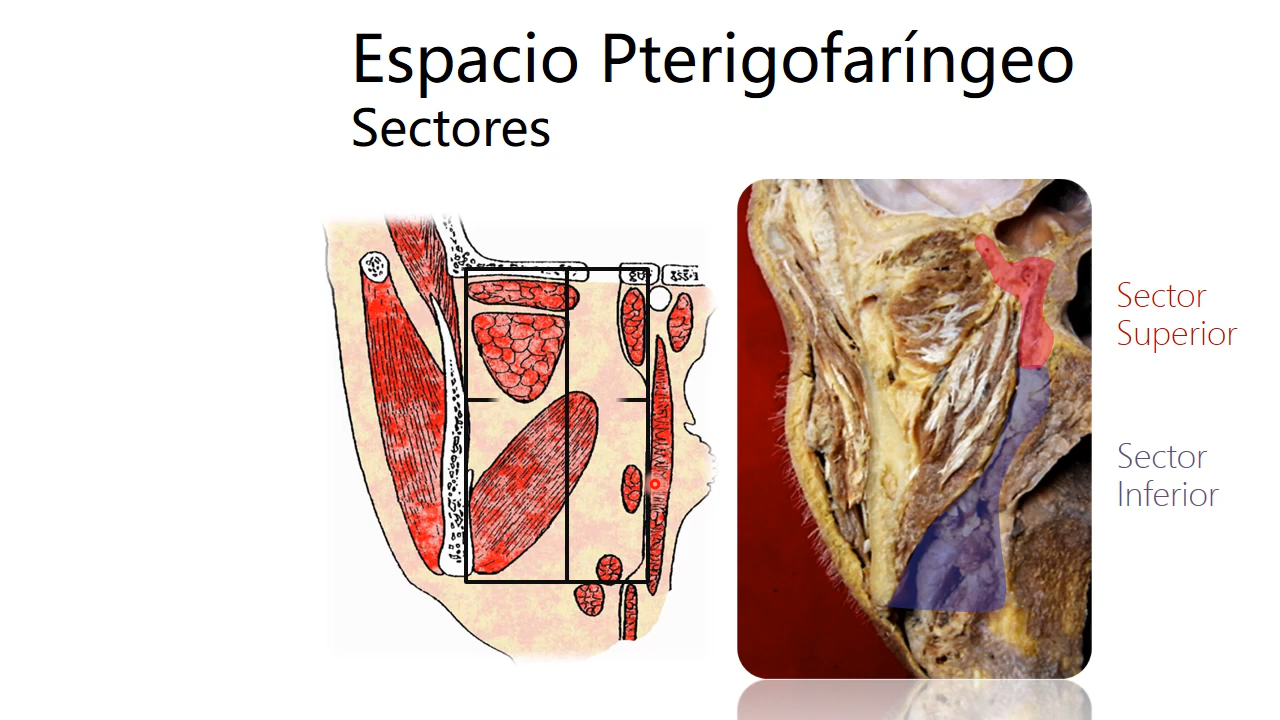 Espacio Pterigofaríngeo
Sectores
Sector
Superior
Sector
Inferior